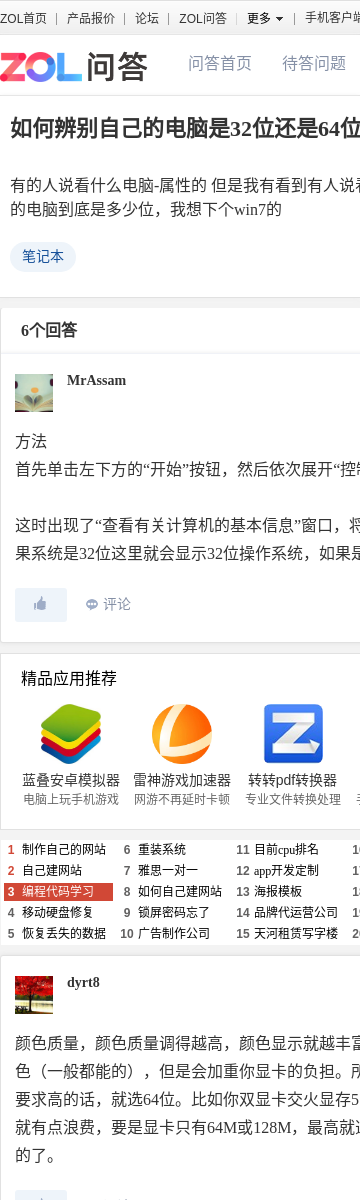 ZOL首页 | 产品报价 | 论坛 | ZOL问答 | 更多 | 手机客户端
ZOL问答 问答首页 待答问题
如何辨别自己的电脑是32位还是64位
有的人说看什么电脑-属性的 但是我有看到有人说看
的电脑到底是多少位，我想下个win7的
笔记本
6个回答
MrAssam
方法
首先单击左下方的“开始”按钮，然后依次展开“控制
这时出现了“查看有关计算机的基本信息”窗口，将
果系统是32位这里就会显示32位操作系统，如果是
评论
精品应用推荐
蓝叠安卓模拟器 雷神游戏加速器 转转pdf转换器
电脑上玩手机游戏 网游不再延时卡顿 专业文件转换处理
1 制作自己的网站 6 重装系统 11 目前cpu排名
2 自己建网站 7 雅思一对一 12 app开发定制
3 编程代码学习 8 如何自己建网站 13 海报模板
4 移动硬盘修复 9 锁屏密码忘了 14 品牌代运营公司
5 恢复丢失的数据 10 广告制作公司 15 天河租赁写字楼
dyrt8
颜色质量，颜色质量调得越高，颜色显示就越丰富
色（一般都能的），但是会加重你显卡的负担。所
要求高的话，就选64位。比如你双显卡交火显存5
就有点浪费，要是显卡只有64M或128M，最高就这
的了。